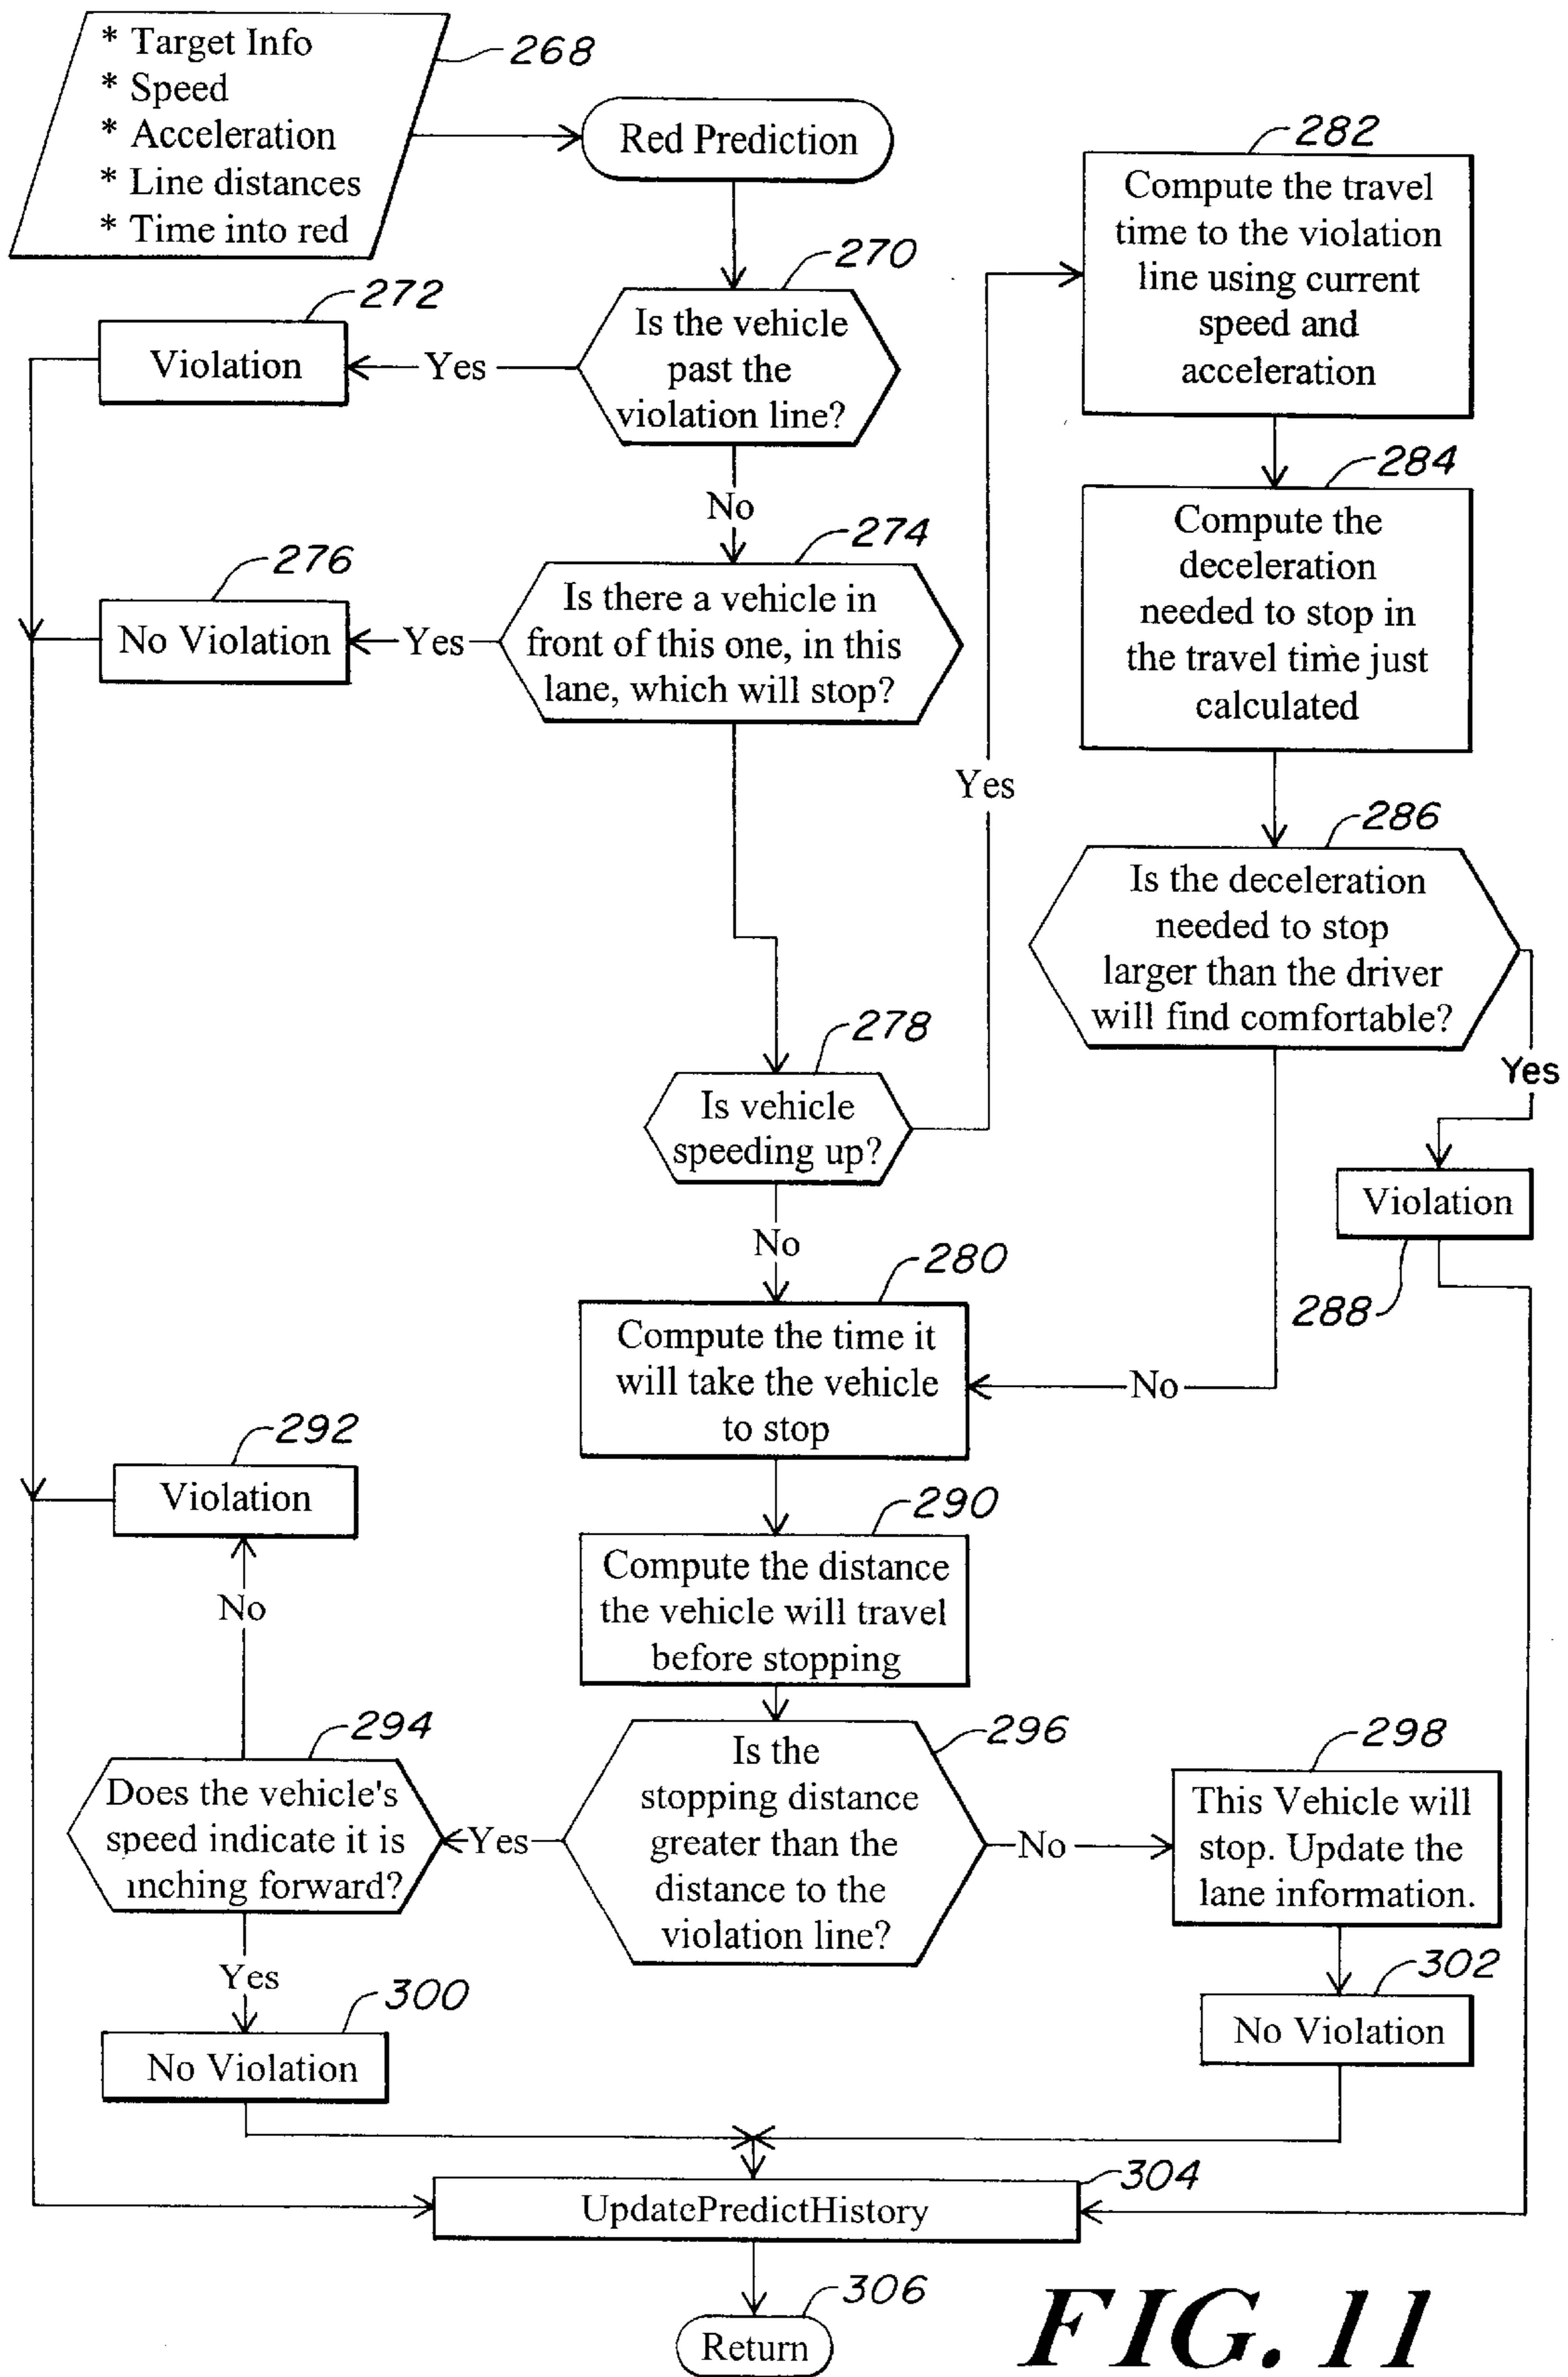 * Target Info
* Speed
* Acceleration
* Line distances
* Time into red
268
Red Prediction
270
Is the vehicle
past the
violation line?
Yes
272
Violation
No
274
Is there a vehicle in
front of this one, in this
lane, which will stop?
Yes
276
No Violation
278
Is vehicle
speeding up?
Yes
282
Compute the travel
time to the violation
line using current
speed and
acceleration
284
Compute the
deceleration
needed to stop in
the travel time just
calculated
286
Is the deceleration
needed to stop
larger than the driver
will find comfortable?
Yes
Violation
288
No
No
280
Compute the time it
will take the vehicle
to stop
290
Compute the distance
the vehicle will travel
before stopping
296
Is the
stopping distance
greater than the
distance to the
violation line?
Yes
294
Does the vehicle's
speed indicate it is
inching forward?
No
292
Violation
Yes
300
No Violation
No
298
This Vehicle will
stop. Update the
lane information.
302
No Violation
304
UpdatePredictHistory
306
Return
FIG. 11